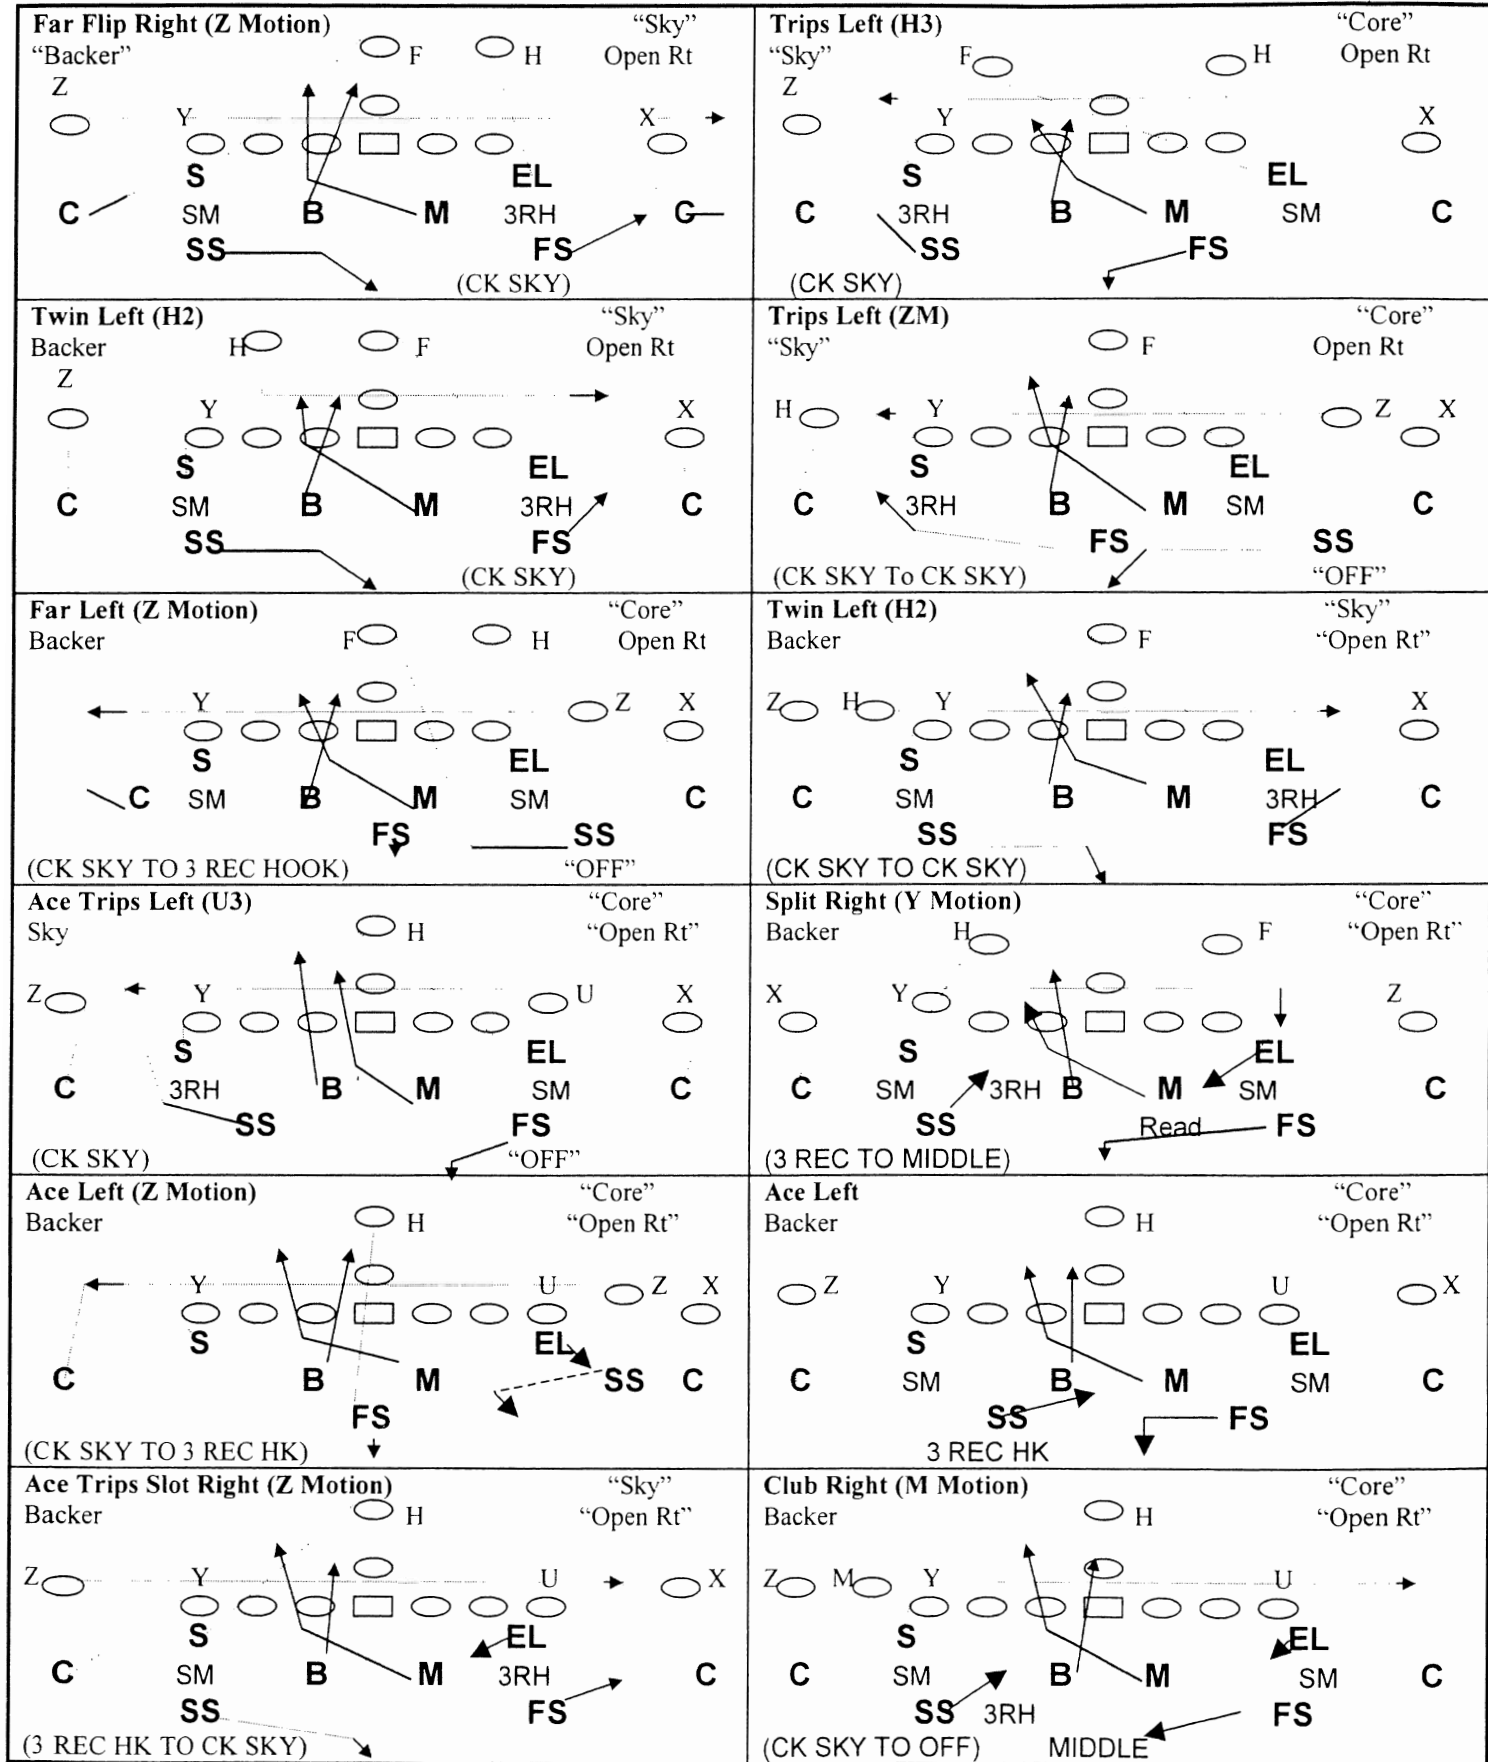 Far Flip Right (Z Motion) “Sky”
“Backer” F H Open Rt
Z
Y X
S EL
C SM B M 3RH C
SS FS
(CK SKY)
Trips Left (H3) “Core”
“Sky” F H Open Rt
Z
Y X
S EL
C 3RH B M SM C
SS FS
(CK SKY)
Twin Left (H2) “Sky”
Backer H F Open Rt
Z
Y X
S EL
C SM B M 3RH C
SS FS
(CK SKY)
Trips Left (ZM) “Core”
“Sky” F Open Rt
H Y Z X
S EL
C 3RH B M SM C
FS SS
(CK SKY To CK SKY) “OFF”
Far Left (Z Motion) “Core”
Backer F H Open Rt
Y Z X
S EL
C SM B M SM C
FS SS
(CK SKY TO 3 REC HOOK) “OFF”
Twin Left (H2) “Sky”
Backer F “Open Rt”
Z H Y X
S EL
C SM B M 3RH C
SS FS
(CK SKY TO CK SKY)
Ace Trips Left (U3) “Core”
Sky H “Open Rt”
Z Y U X
S EL
C 3RH B M SM C
SS FS
(CK SKY) “OFF”
Split Right (Y Motion) “Core”
Backer H F “Open Rt”
X Y Z
S EL
C SM 3RH B M SM C
SS Read FS
(3 REC TO MIDDLE)
Ace Left (Z Motion) “Core”
Backer H “Open Rt”
Y U Z X
S EL
C B M SS C
FS
(CK SKY TO 3 REC HK)
Ace Left “Core”
Backer H “Open Rt”
Z Y U X
S EL
C SM B M SM C
SS FS
3 REC HK
Ace Trips Slot Right (Z Motion) “Sky”
Backer H “Open Rt”
Z Y U X
S EL
C SM B M 3RH C
SS FS
(3 REC HK TO CK SKY)
Club Right (M Motion) “Core”
Backer H “Open Rt”
Z M Y U
S EL
C SM B M SM C
SS 3RH FS
(CK SKY TO OFF) MIDDLE